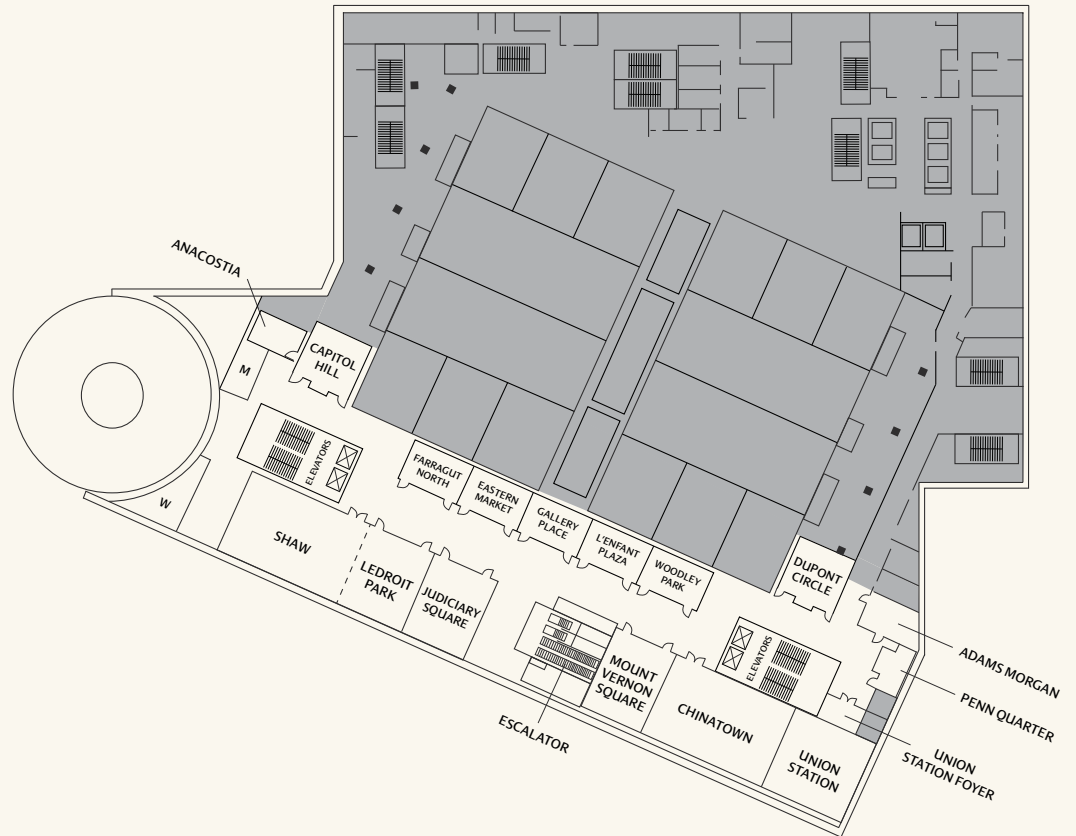 ANACOSTIA
M
CAPITOL
HILL
W
ELEVATORS
FARRAGUT
NORTH
EASTERN
MARKET
GALLERY
PLACE
L'ENFANT
PLAZA
WOODLEY
PARK
DUPONT
CIRCLE
SHAW
LEDROIT
PARK
JUDICIARY
SQUARE
ESCALATOR
MOUNT
VERNON
SQUARE
CHINATOWN
ELEVATORS
UNION
STATION
ADAMS MORGAN
PENN QUARTER
UNION
STATION FOYER